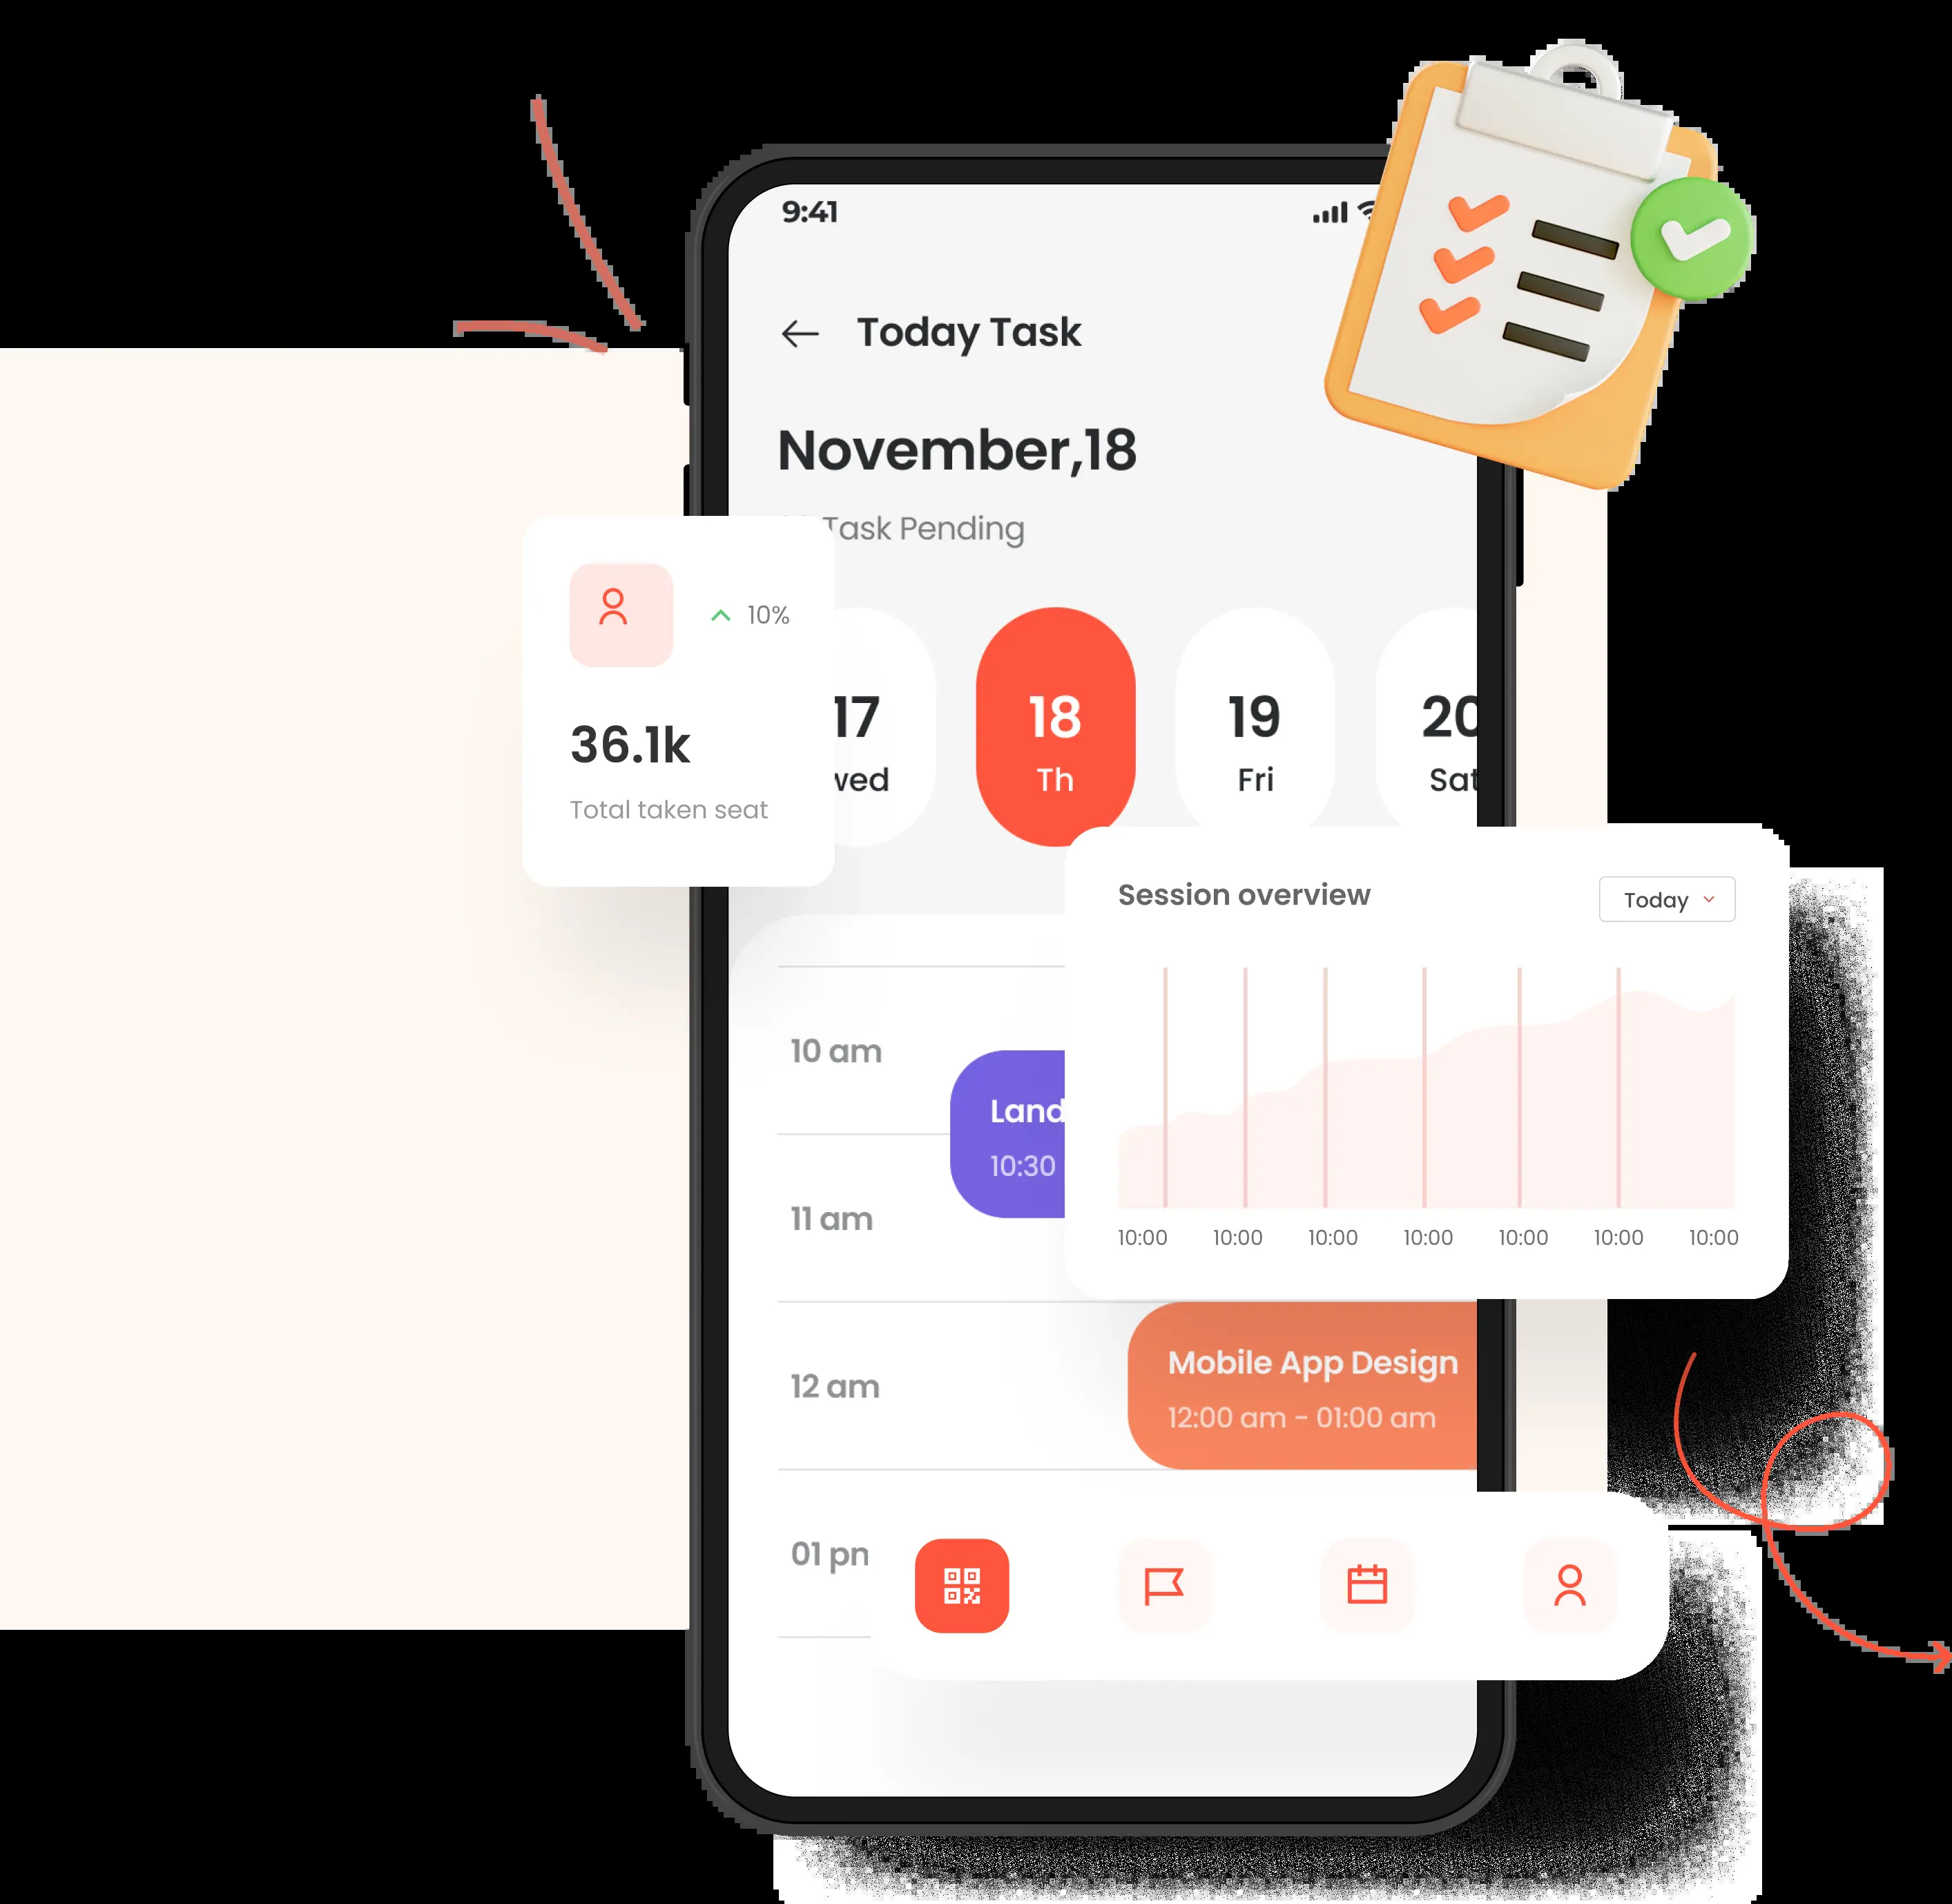 9:41
Today Task
November,18
Task Pending
10%
36.1k
Total taken seat
17
wed
18
Th
19
Fri
20
Sat
Session overview
Today
10:00 10:00 10:00 10:00 10:00 10:00 10:00
10 am
Land
10:30
11 am
12 am
Mobile App Design
12:00 am - 01:00 am
01